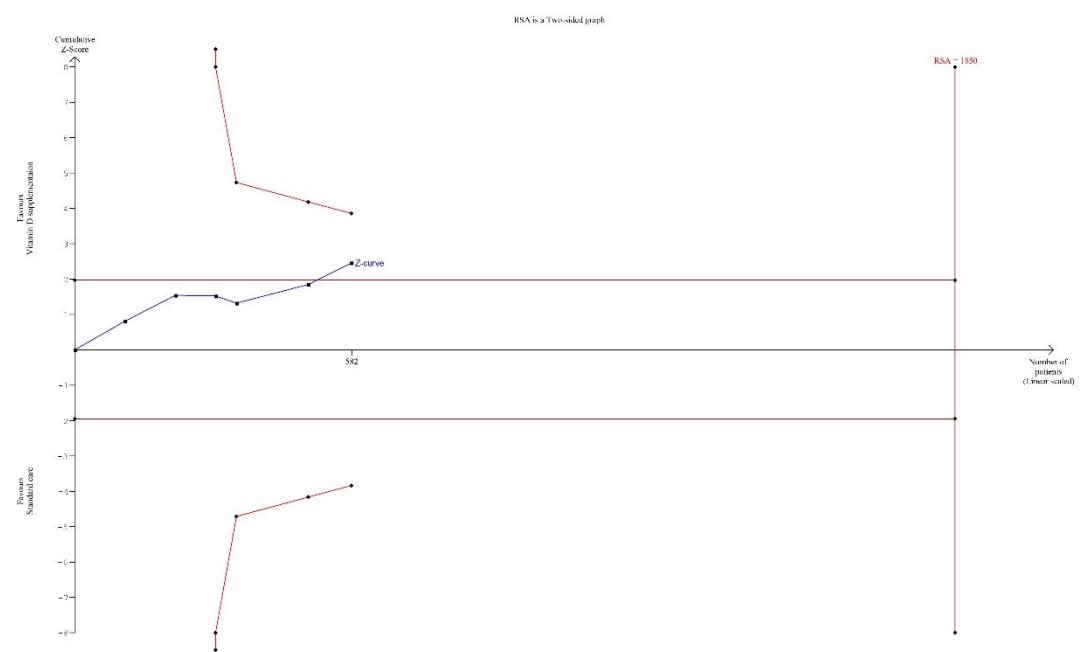 RSA is a Two-sided graph
Cumulative
Z-Score
RSA = 1850
8
7
6
5
4
3
2
1
-1
-2
-3
-4
-5
-6
-7
-8
Favours
Vitamin D supplementaion
Z-curve
582
Number of
patients
(Linear scaled)
Favours
Standard care